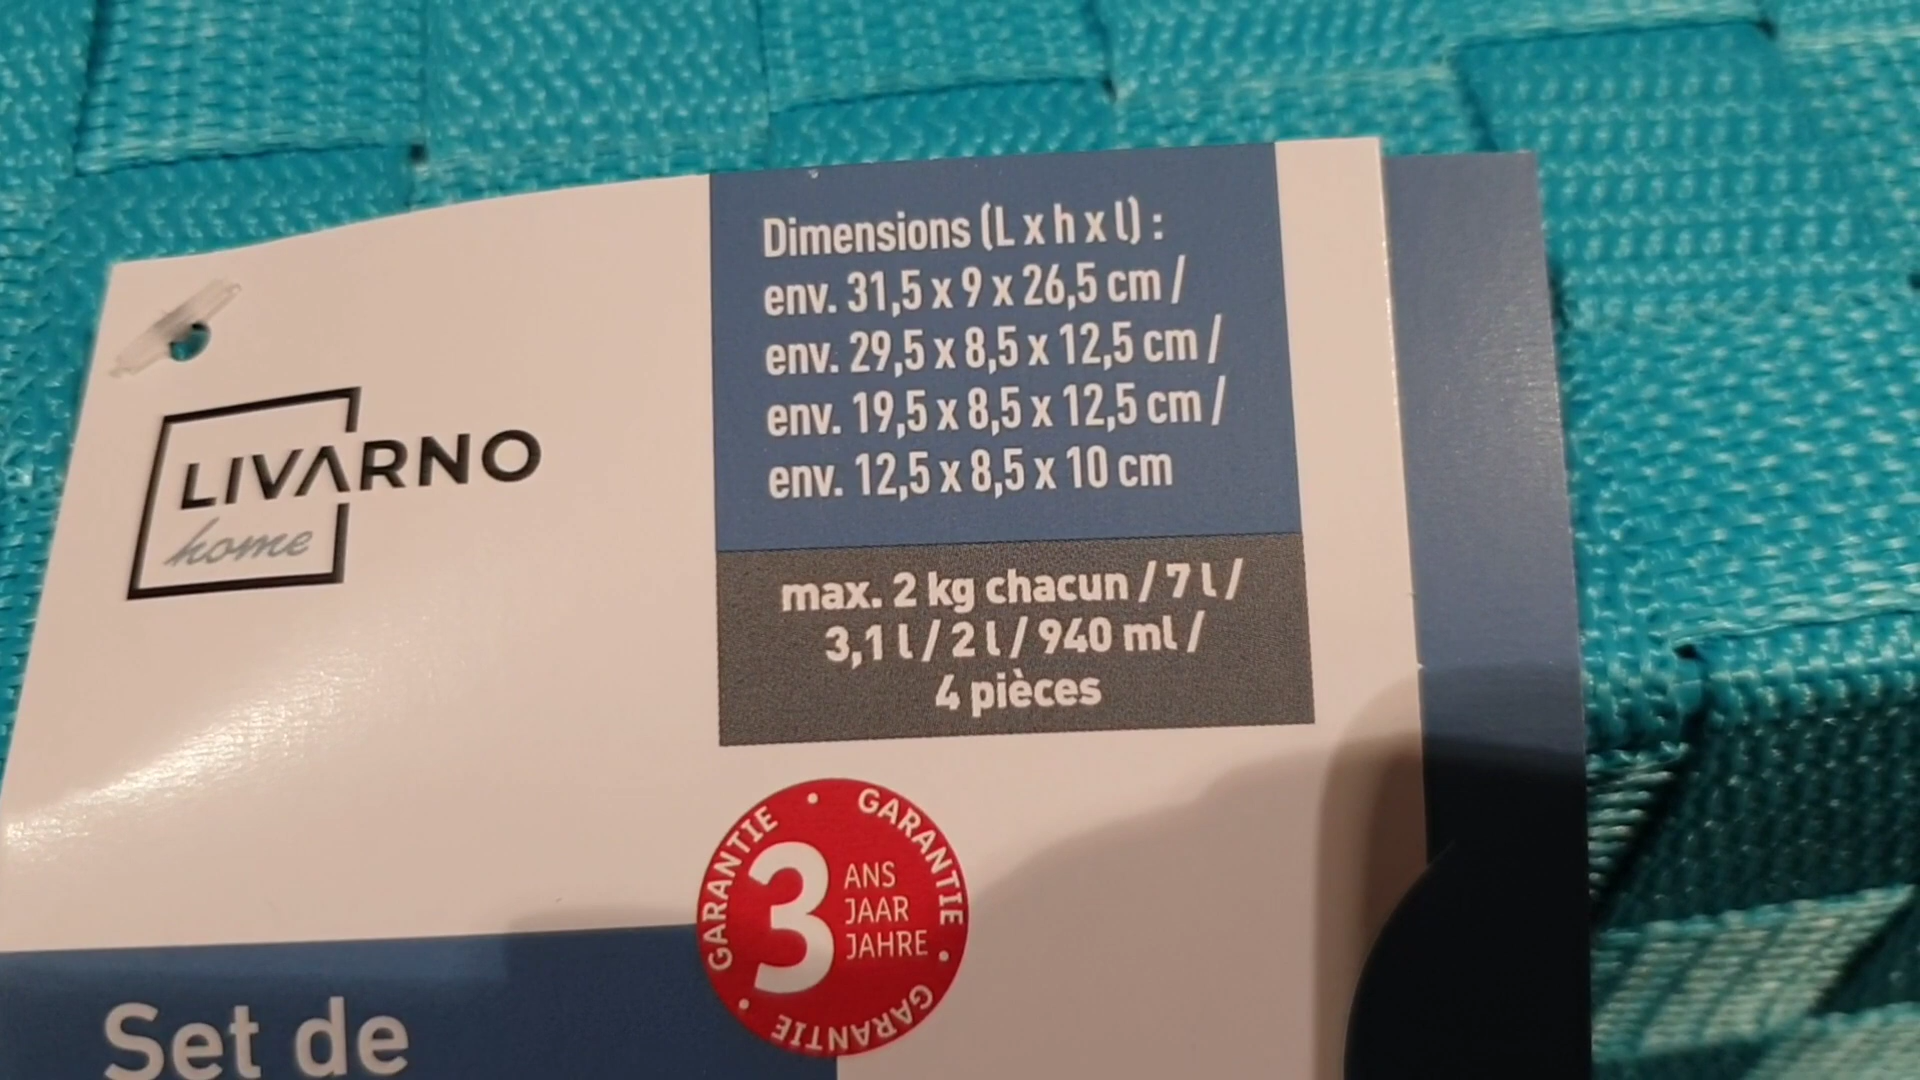 LIVARNO
home
Dimensions (L x h x l) :
env. 31,5 x 9 x 26,5 cm /
env. 29,5 x 8,5 x 12,5 cm /
env. 19,5 x 8,5 x 12,5 cm /
env. 12,5 x 8,5 x 10 cm
max. 2 kg chacun / 7 l /
3,1 l / 2 l / 940 ml /
4 pièces
GARANTIE • GARANTIE • GARANTIE •
3
ANS
JAAR
JAHRE
Set de